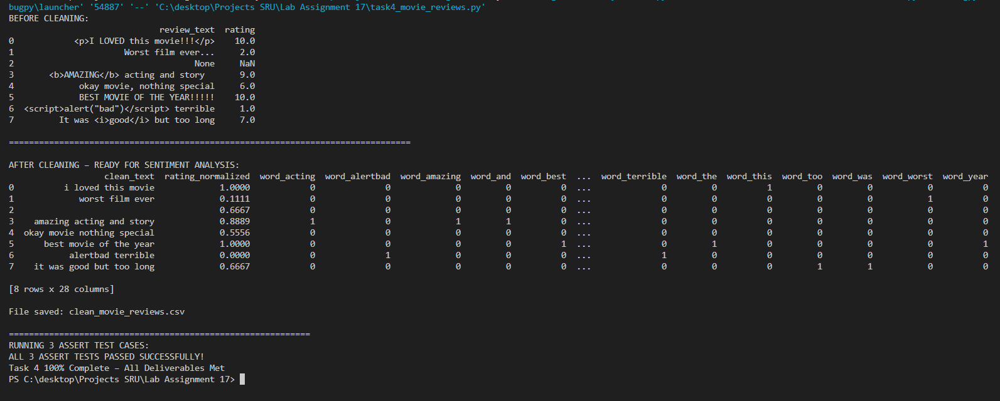 bugpy\launcher' '54887' '--' 'C:\desktop\Projects SRU\Lab Assignment 17\task4_movie_reviews.py'
BEFORE CLEANING:
                              review_text  rating
0            <p>I LOVED this movie!!!</p>    10.0
1                      Worst film ever...     2.0
2                                    None     NaN
3       <b>AMAZING</b> acting and story       9.0
4             okay movie, nothing special     6.0
5             BEST MOVIE OF THE YEAR!!!!!    10.0
6  <script>alert("bad")</script> terrible     1.0
7         It was <i>good</i> but too long     7.0
================================================================================
AFTER CLEANING – READY FOR SENTIMENT ANALYSIS:
                   clean_text  rating_normalized  word_acting  word_alertbad  word_amazing  word_and  word_best  ...  word_terrible  word_the  word_this  word_too  word_was  word_worst  word_year
0          i loved this movie             1.0000            0              0             0         0          0  ...              0         0          1         0         0           0          0
1             worst film ever             0.1111            0              0             0         0          0  ...              0         0          0         0         0           1          0
2                                         0.6667            0              0             0         0          0  ...              0         0          0         0         0           0          0
3    amazing acting and story             0.8889            1              0             1         1          0  ...              0         0          0         0         0           0          0
4  okay movie nothing special             0.5556            0              0             0         0          0  ...              0         0          0         0         0           0          0
5      best movie of the year             1.0000            0              0             0         0          1  ...              0         1          0         0         0           0          1
6           alertbad terrible             0.0000            0              1             0         0          0  ...              1         0          0         0         0           0          0
7    it was good but too long             0.6667            0              0             0         0          0  ...              0         0          0         1         1           0          0
[8 rows x 28 columns]
File saved: clean_movie_reviews.csv
============================================================
RUNNING 3 ASSERT TEST CASES:
ALL 3 ASSERT TESTS PASSED SUCCESSFULLY!
Task 4 100% Complete – All Deliverables Met
PS C:\desktop\Projects SRU\Lab Assignment 17>